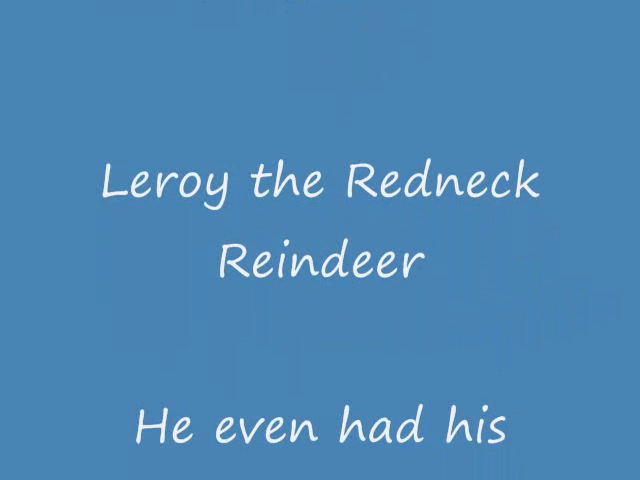 Leroy the Redneck
Reindeer
He even had his